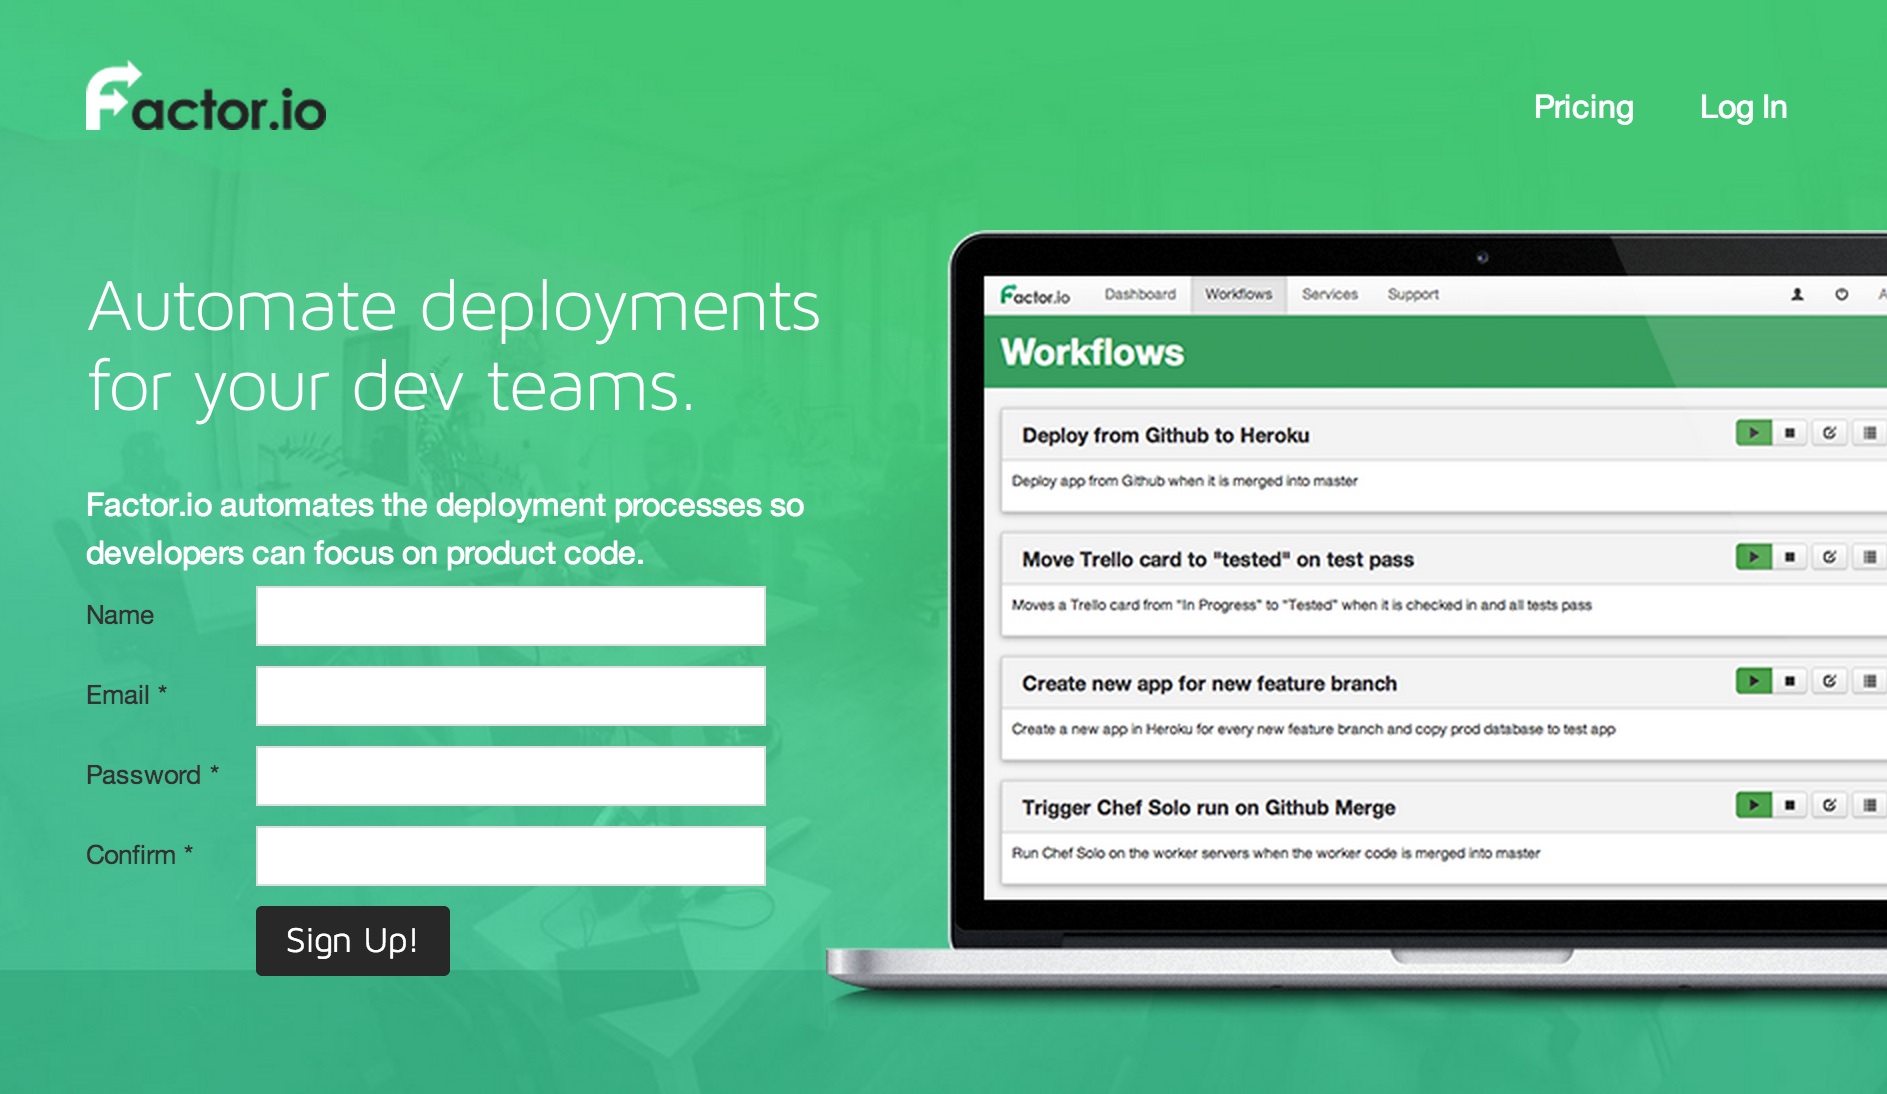 Factor.io
Pricing Log In
Automate deployments
for your dev teams.
Factor.io automates the deployment processes so
developers can focus on product code.
Name
Email *
Password *
Confirm *
Sign Up!
Factor.io Dashboard Workflows Services Support
Workflows
Deploy from Github to Heroku
Deploy app from Github when it is merged into master
Move Trello card to "tested" on test pass
Moves a Trello card from "In Progress" to "Tested" when it is checked in and all tests pass
Create new app for new feature branch
Create a new app in Heroku for every new feature branch and copy prod database to test app
Trigger Chef Solo run on Github Merge
Run Chef Solo on the worker servers when the worker code is merged into master